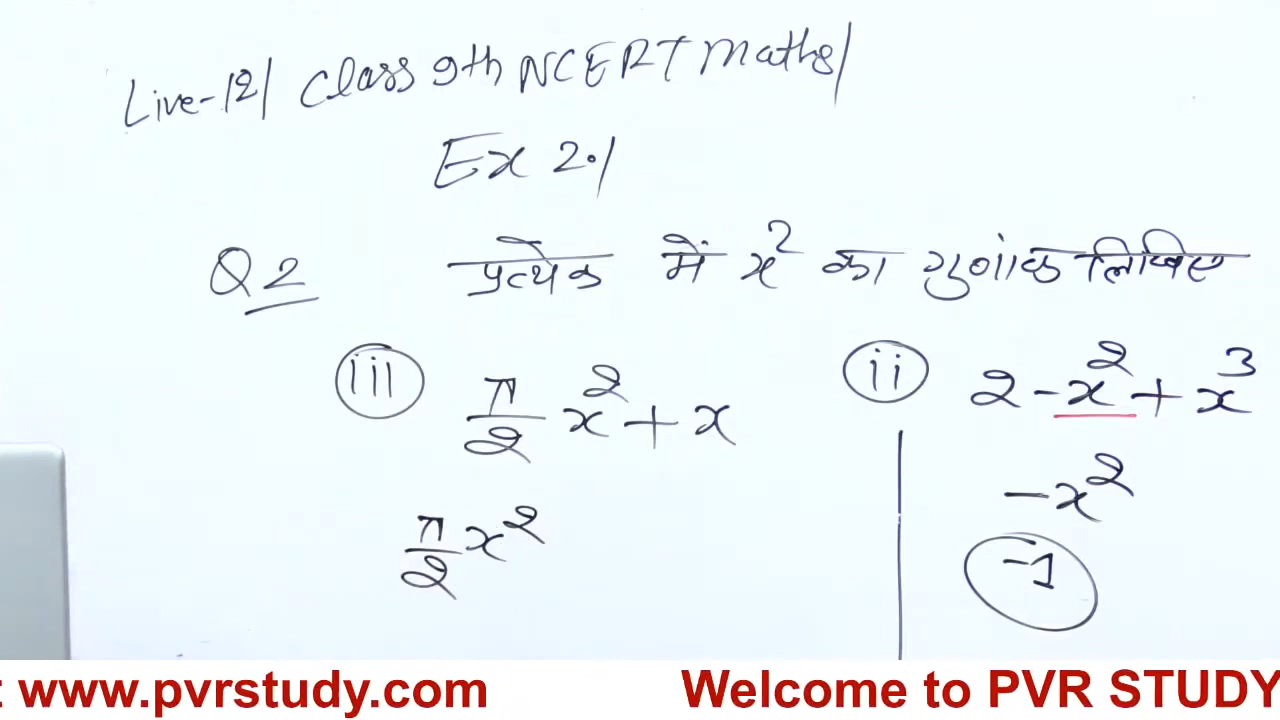 Live-12/ Class 9th NCERT Maths/
Ex 2.1
Q2 प्रत्येक में x² का गुणांक लिखिए
(iii) π/2 x² + x
π/2 x²
(ii) 2 - x² + x³
-x²
-1
www.pvrstudy.com Welcome to PVR STUDY